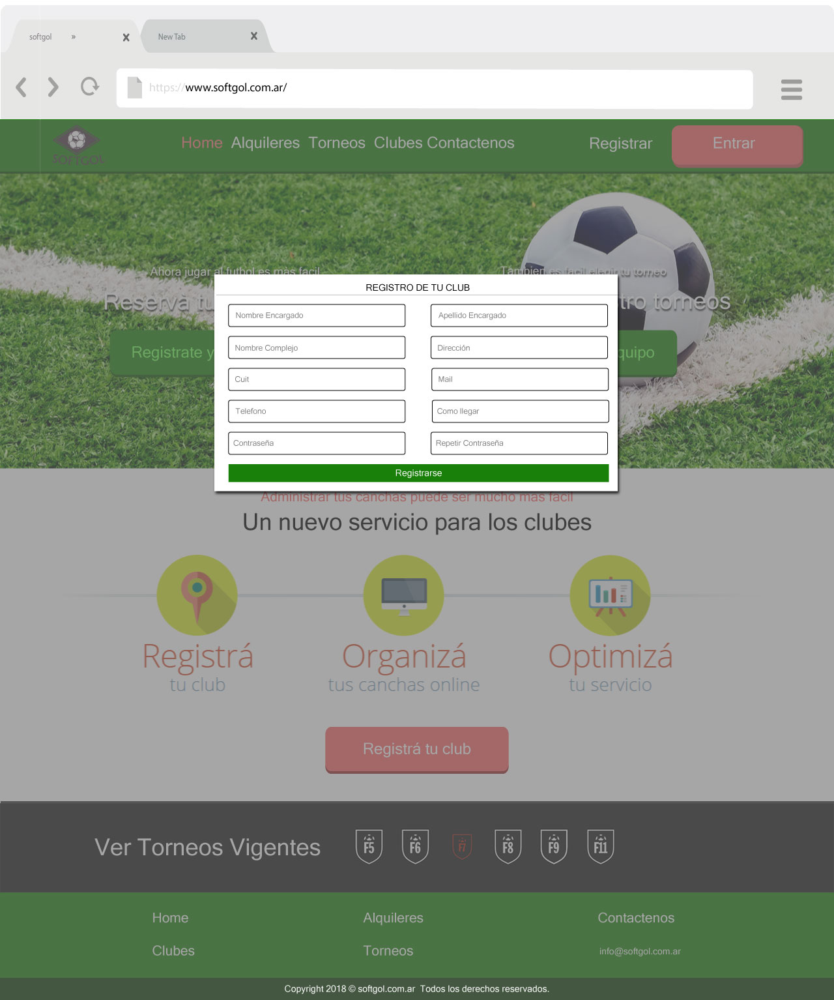 softgol »
New Tab
https://www.softgol.com.ar/
SOFTGOL
Home Alquileres Torneos Clubes Contactenos
Registrar
Entrar
Ahora jugar al futbol es màs facil
Tambien es facil elegir tu torneo
Reserva tu
tro torneos
Registrate y
quipo
REGISTRO DE TU CLUB
Nombre Encargado
Apellido Encargado
Nombre Complejo
Dirección
Cuit
Mail
Telefono
Como llegar
Contraseña
Repetir Contraseña
Registrarse
Administrar tus canchas puede ser mucho mas facil
Un nuevo servicio para los clubes
Registrá
tu club
Organizá
tus canchas online
Optimizá
tu servicio
Registrá tu club
Ver Torneos Vigentes
F5
F6
F7
F8
F9
F11
Home
Alquileres
Contactenos
Clubes
Torneos
info@softgol.com.ar
Copyright 2018 © softgol.com.ar Todos los derechos reservados.